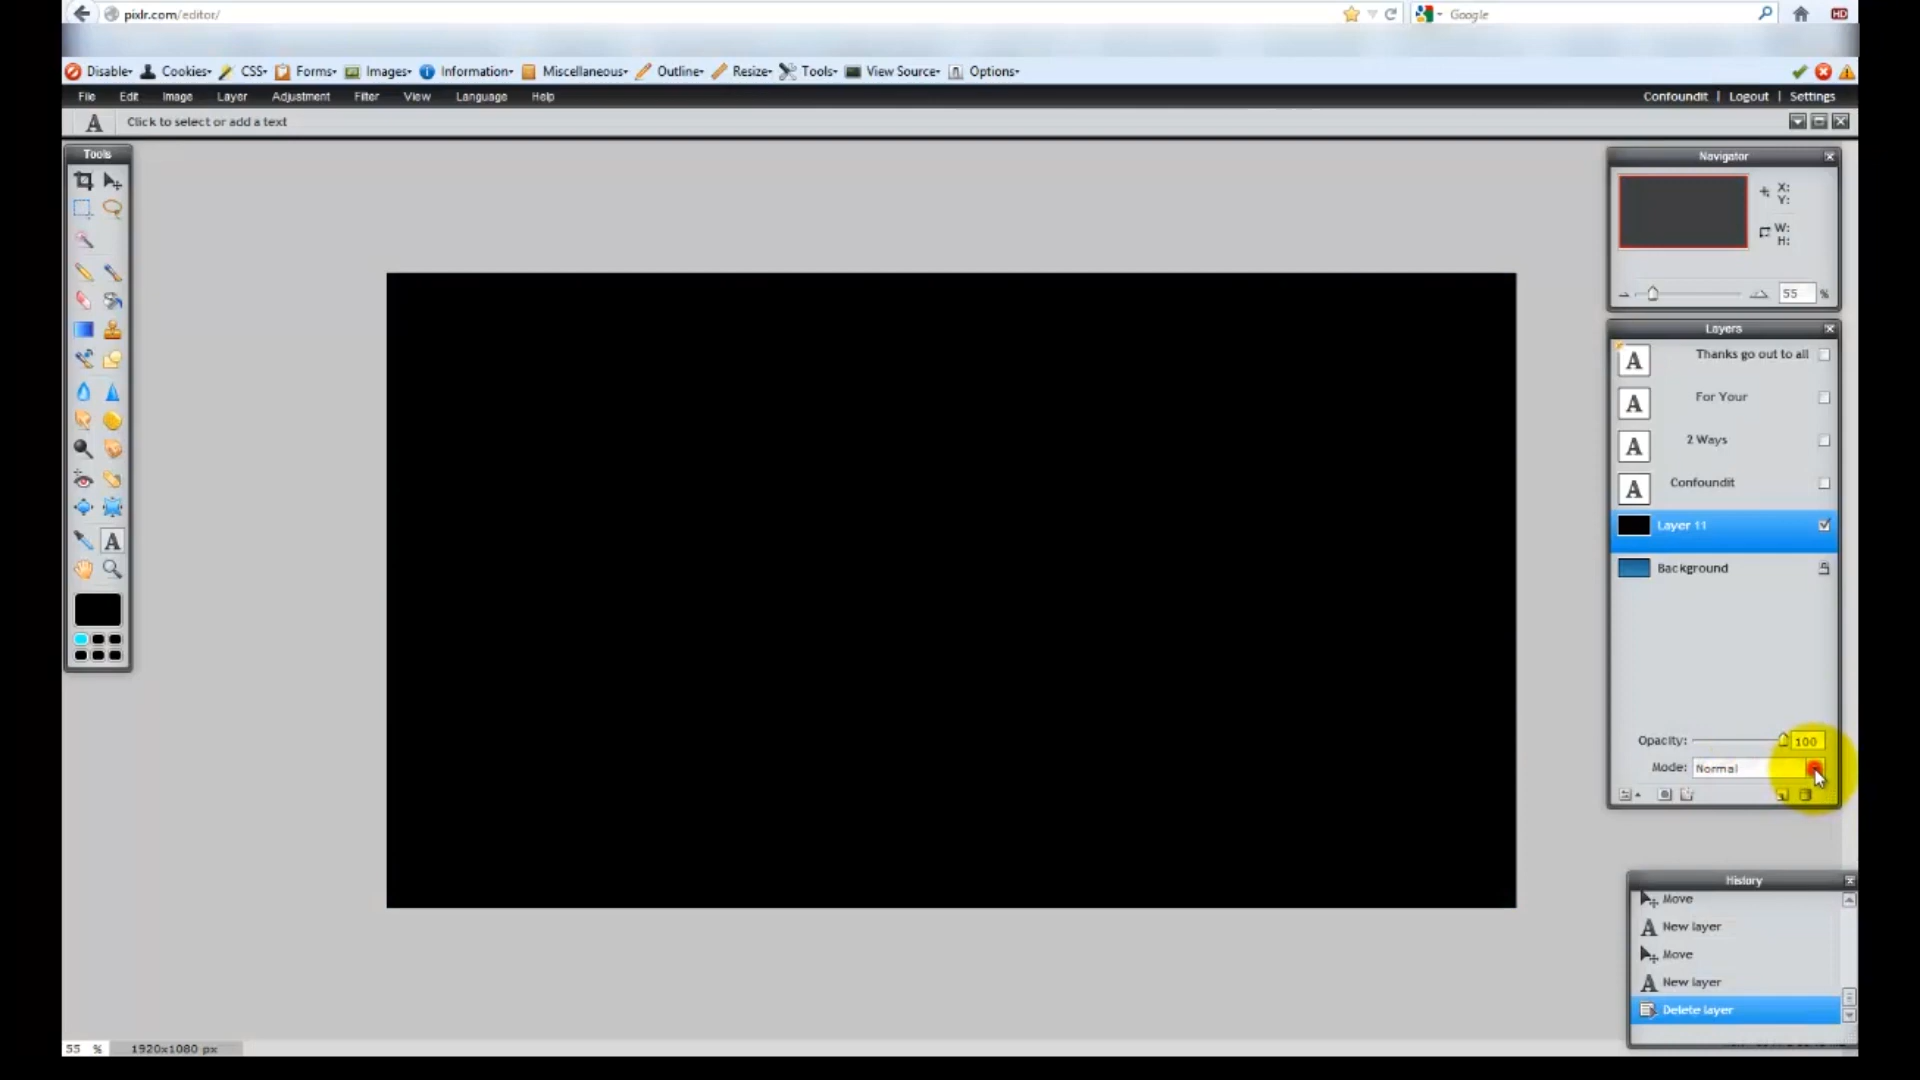 pixlr.com/editor/
Google
HD
Disable
Cookies
CSS
Forms
Images
Information
Miscellaneous
Outline
Resize
Tools
View Source
Options
File Edit Image Layer Adjustment Filter View Language Help
Confoundit | Logout | Settings
A Click to select or add a text
Tools
A
Navigator
X:
Y:
W:
H:
55 %
Layers
A Thanks go out to all
A For Your
A 2 Ways
A Confoundit
Layer 11
Background
Opacity: 100
Mode: Normal
History
Move
A New layer
Move
A New layer
Delete layer
55 % 1920x1080 px